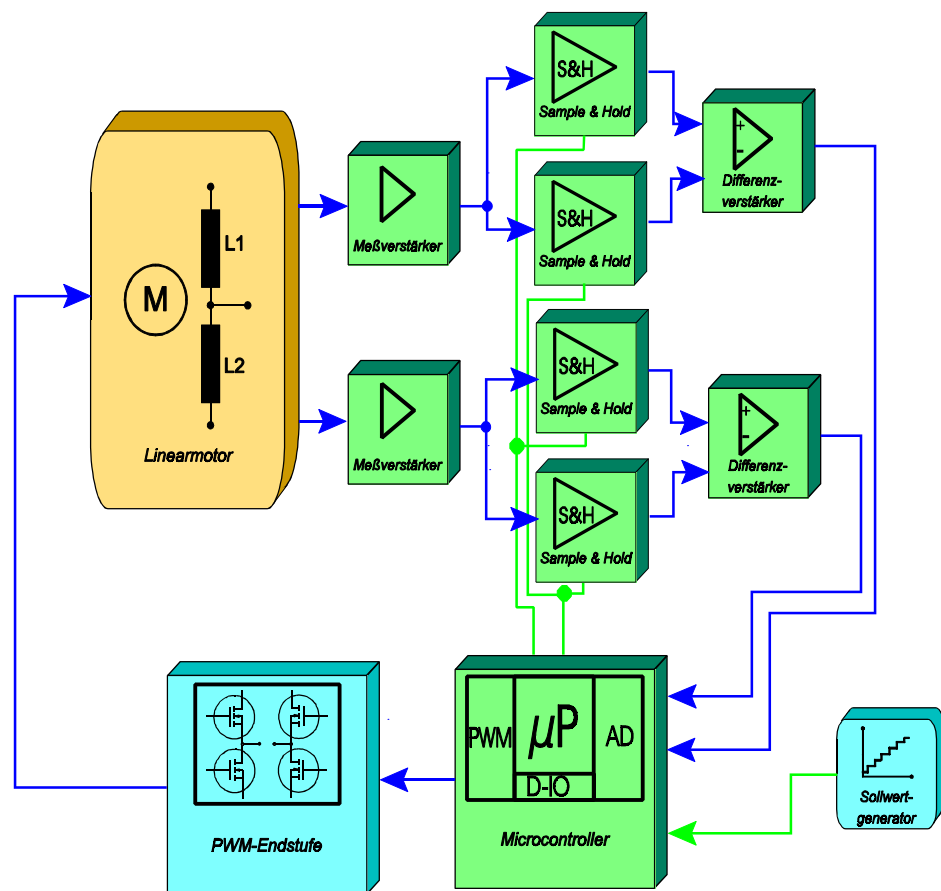 S&H
Sample & Hold
+
-
Differenz-
verstärker
Meßverstärker
S&H
Sample & Hold
L1
M
L2
Linearmotor
S&H
Sample & Hold
Meßverstärker
+
-
Differenz-
verstärker
S&H
Sample & Hold
PWM
µP
AD
D-IO
Microcontroller
PWM-Endstufe
Sollwert-
generator